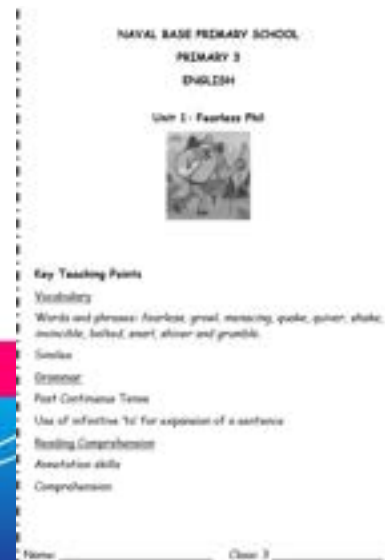 NAVAL BASE PRIMARY SCHOOL
PRIMARY 3
ENGLISH
Unit 1: Fearless Phil
Key Teaching Points
Vocabulary
Words and phrases: fearless, growl, menacing, quake, quiver, shake,
invincible, bolted, snort, shiver and grumble.
Similes
Grammar
Past Continuous Tense
Use of infinitive 'to' for expansion of a sentence
Reading Comprehension
Annotation skills
Comprehension
Name: Class: 3